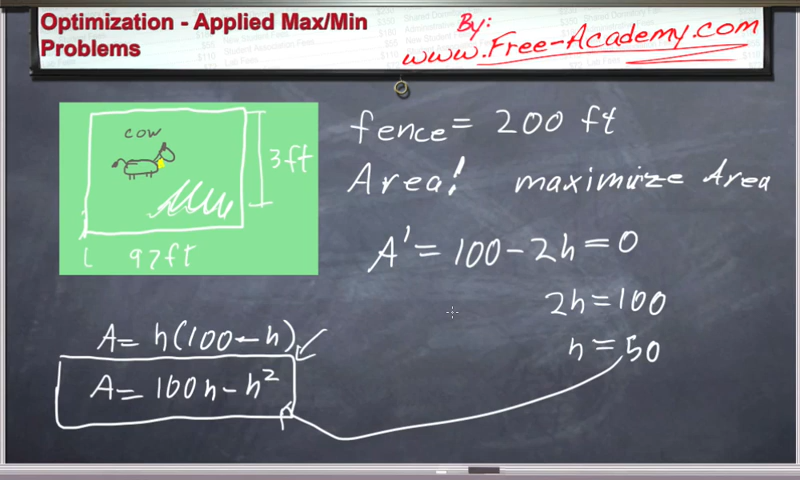 Optimization - Applied Max/Min
Problems
By:
www.Free-Academy.com
cow
3ft
97ft
fence = 200 ft
Area! maximize Area
A' = 100 - 2h = 0
2h = 100
h = 50
A = h(100 - h)
A = 100h - h²